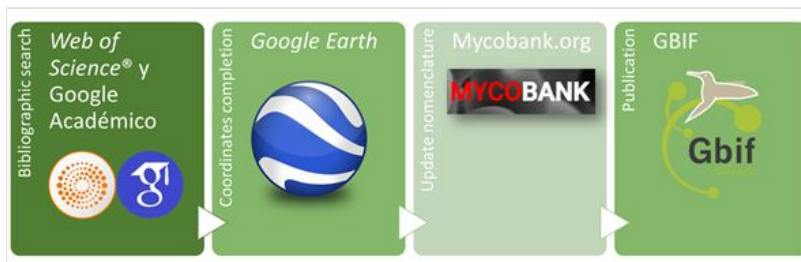 Bibliographic search
Web of
Science® y
Google
Académico
Coordinates completion
Google Earth
Update nomenclature
Mycobank.org
MYCOBANK
Publication
GBIF
Gbif